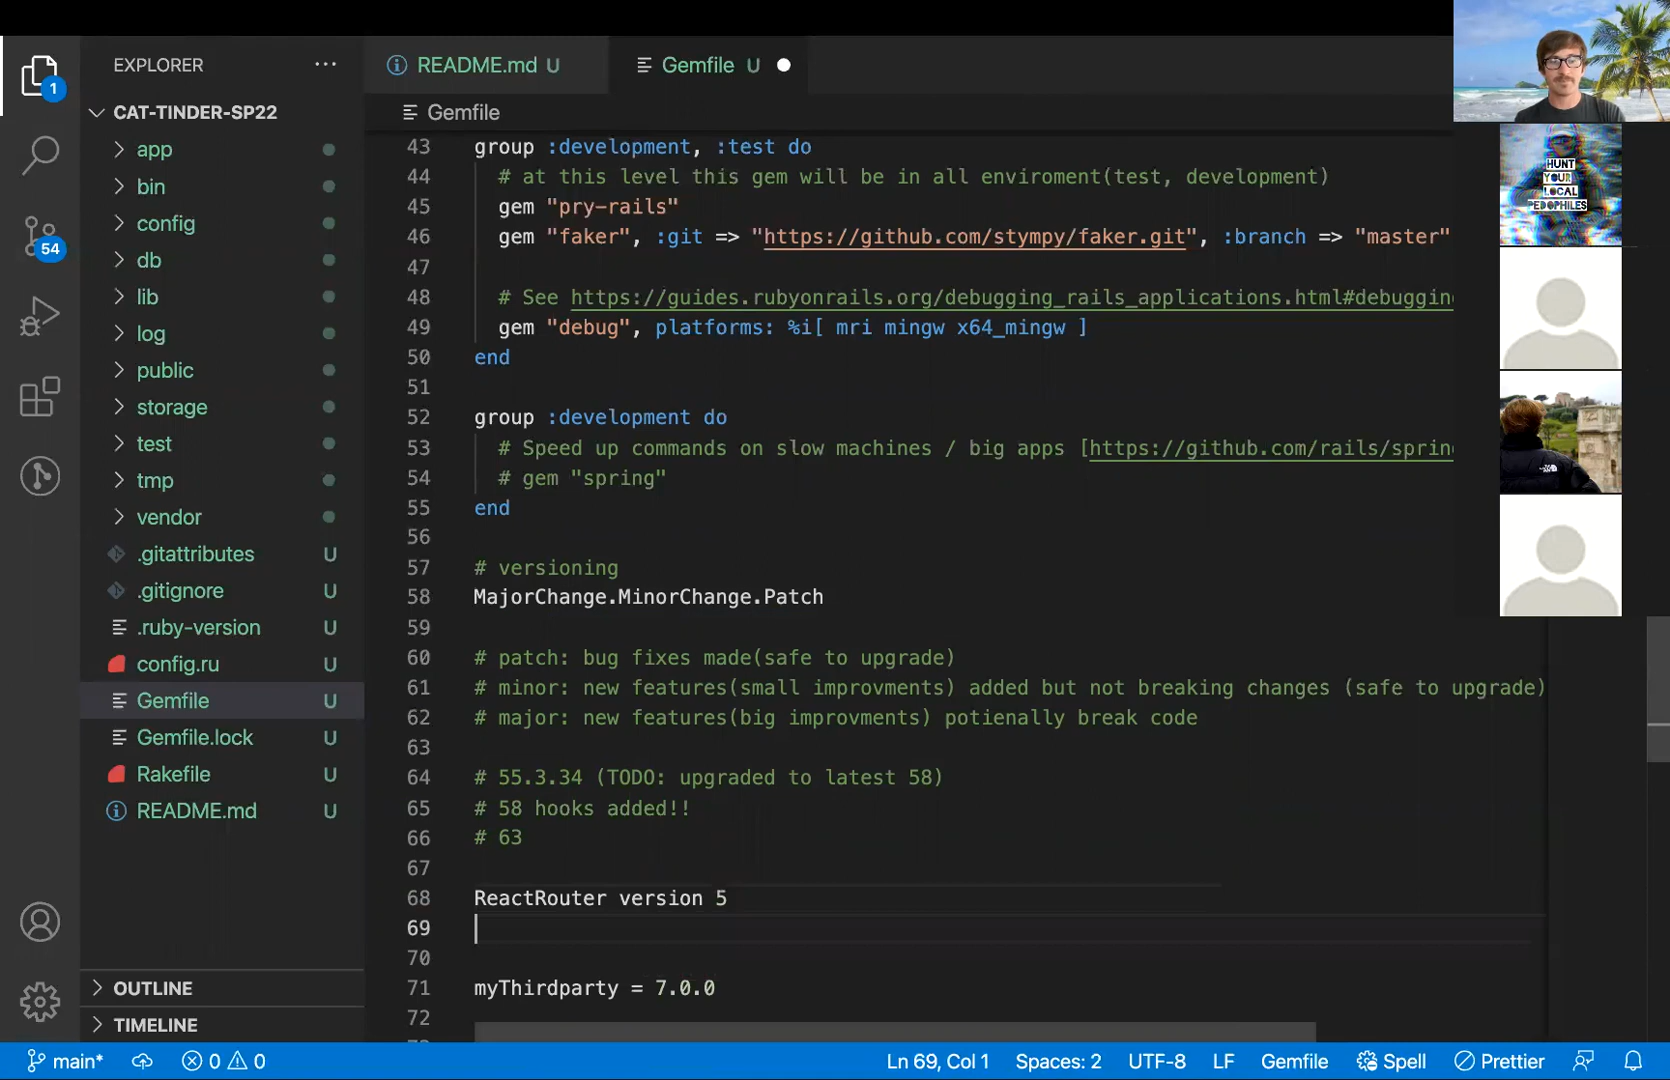 EXPLORER
README.md U
Gemfile U
1
CAT-TINDER-SP22
Gemfile
app
bin
config
db
lib
log
public
storage
test
tmp
vendor
.gitattributes U
.gitignore U
.ruby-version U
config.ru U
Gemfile U
Gemfile.lock U
Rakefile U
README.md U
OUTLINE
TIMELINE
54
43 group :development, :test do
44 # at this level this gem will be in all enviroment(test, development)
45 gem "pry-rails"
46 gem "faker", :git => "https://github.com/stympy/faker.git", :branch => "master"
47
48 # See https://guides.rubyonrails.org/debugging_rails_applications.html#debugging
49 gem "debug", platforms: %i[ mri mingw x64_mingw ]
50 end
51
52 group :development do
53 # Speed up commands on slow machines / big apps [https://github.com/rails/spring
54 # gem "spring"
55 end
56
57 # versioning
58 MajorChange.MinorChange.Patch
59
60 # patch: bug fixes made(safe to upgrade)
61 # minor: new features(small improvments) added but not breaking changes (safe to upgrade)
62 # major: new features(big improvments) potienally break code
63
64 # 55.3.34 (TODO: upgraded to latest 58)
65 # 58 hooks added!!
66 # 63
67
68 ReactRouter version 5
69
70
71 myThirdparty = 7.0.0
72
HUNT
YOUR
LOCAL
PEDOPHILES
main* 0 0
Ln 69, Col 1 Spaces: 2 UTF-8 LF Gemfile Spell Prettier